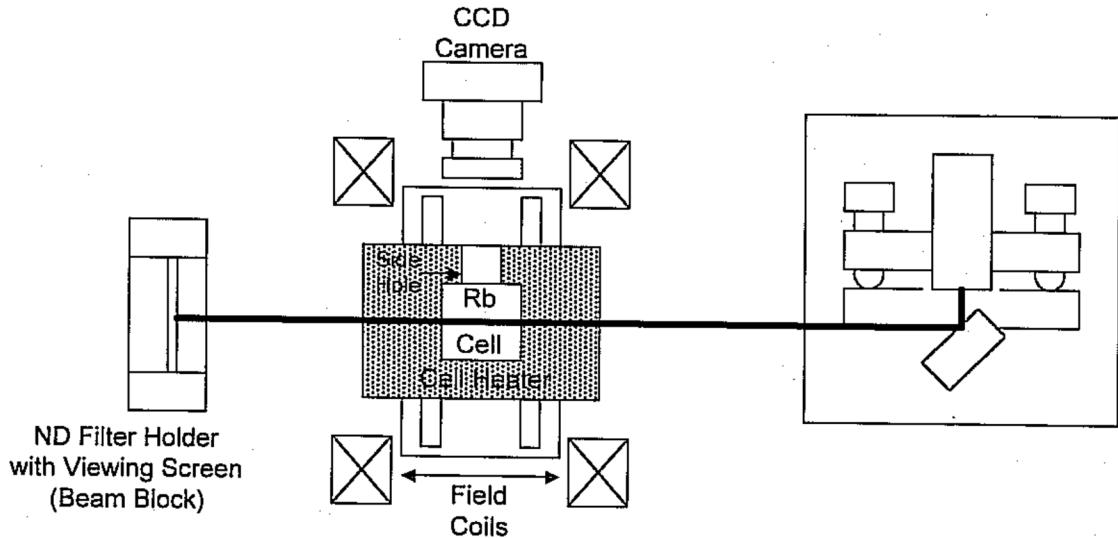 CCD
Camera
Side
Hole
Rb
Cell
Cell Heater
ND Filter Holder
with Viewing Screen
(Beam Block)
Field
Coils